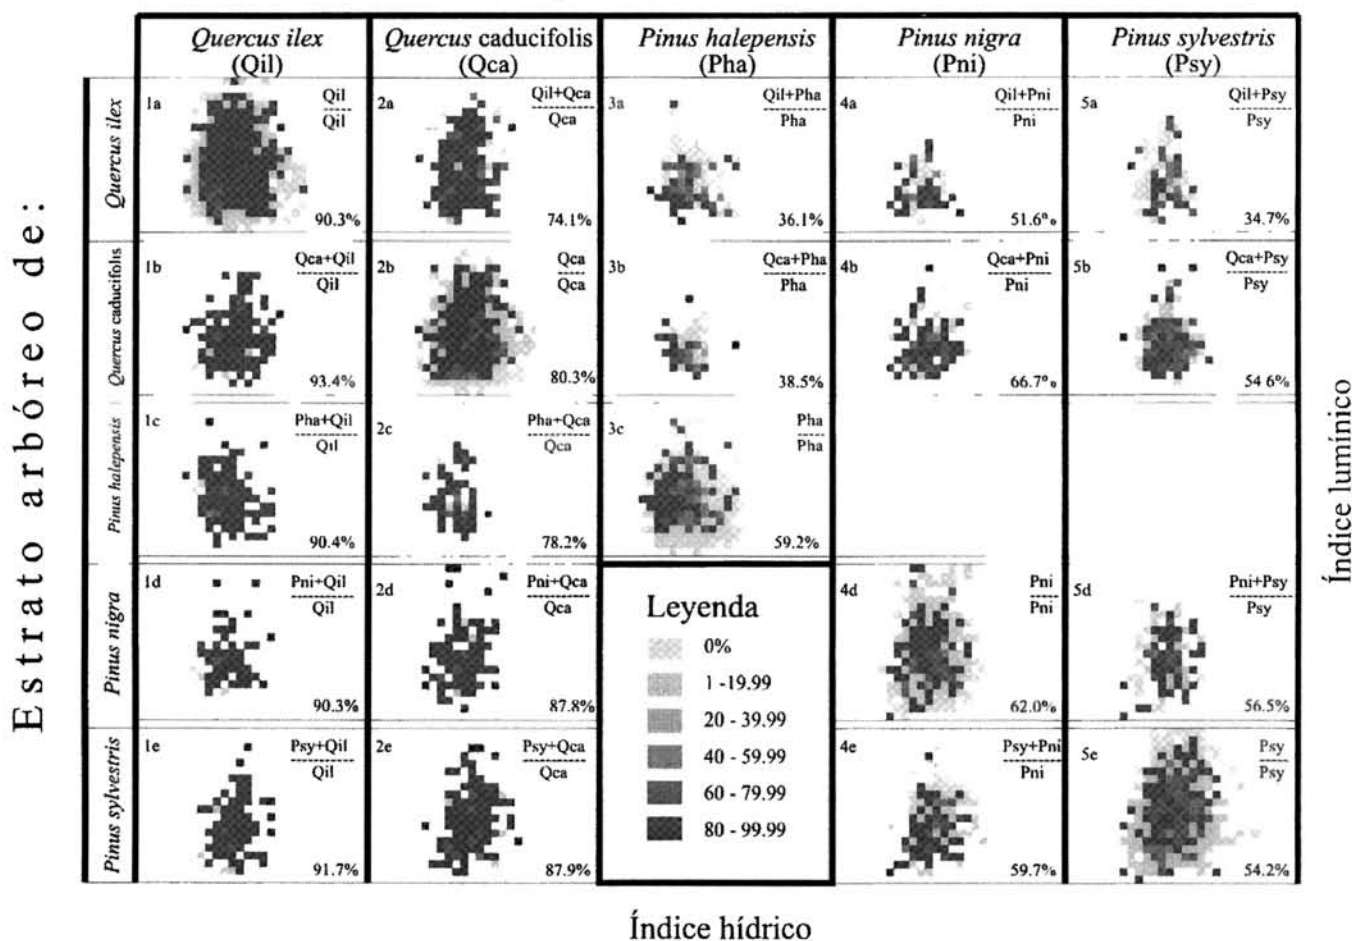 Quercus ilex
(Qil)
Quercus caducifolis
(Qca)
Pinus halepensis
(Pha)
Pinus nigra
(Pni)
Pinus sylvestris
(Psy)
Estrato arbóreo de:
Quercus ilex
1a
Qil
Qil
90.3%
2a
Qil+Qca
Qca
74.1%
3a
Qil+Pha
Pha
36.1%
4a
Qil+Pni
Pni
51.6%
5a
Qil+Psy
Psy
34.7%
Quercus caducifolis
1b
Qca+Qil
Qil
93.4%
2b
Qca
Qca
80.3%
3b
Qca+Pha
Pha
38.5%
4b
Qca+Pni
Pni
66.7%
5b
Qca+Psy
Psy
54 6%
Pinus halepensis
1c
Pha+Qil
Qil
90.4%
2c
Pha+Qca
Qca
78.2%
3c
Pha
Pha
59.2%
Pinus nigra
1d
Pni+Qil
Qil
90.3%
2d
Pni+Qca
Qca
87.8%
Leyenda
0%
1 -19.99
20 - 39.99
40 - 59.99
60 - 79.99
80 - 99.99
4d
Pni
Pni
62.0%
5d
Pni+Psy
Psy
56.5%
Pinus sylvestris
1e
Psy+Qil
Qil
91.7%
2e
Psy+Qca
Qca
87.9%
4e
Psy+Pni
Pni
59.7%
5e
Psy
Psy
54.2%
Índice lumínico
Índice hídrico